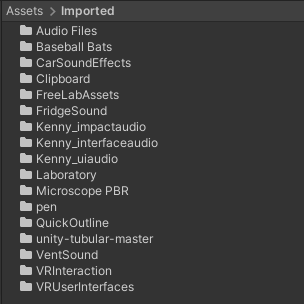 Assets > Imported
Audio Files
Baseball Bats
CarSoundEffects
Clipboard
FreeLabAssets
FridgeSound
Kenny_impactaudio
Kenny_interfaceaudio
Kenny_uiaudio
Laboratory
Microscope PBR
pen
QuickOutline
unity-tubular-master
VentSound
VRInteraction
VRUserInterfaces